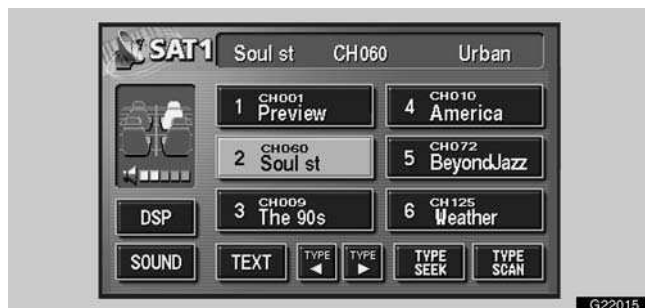 SAT1 Soul st CH060 Urban
1 CH001 Preview
4 CH010 America
2 CH060 Soul st
5 CH072 BeyondJazz
3 CH009 The 90s
6 CH125 Weather
DSP
SOUND
TEXT
TYPE ◄
TYPE ►
TYPE SEEK
TYPE SCAN
G22015